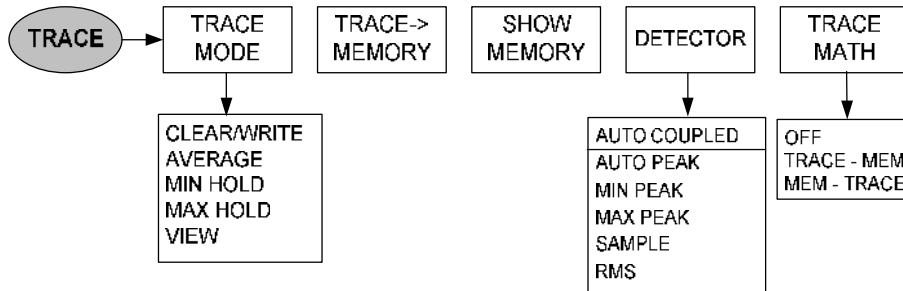 TRACE
TRACE
MODE
TRACE->
MEMORY
SHOW
MEMORY
DETECTOR
TRACE
MATH
CLEAR/WRITE
AVERAGE
MIN HOLD
MAX HOLD
VIEW
AUTO COUPLED
AUTO PEAK
MIN PEAK
MAX PEAK
SAMPLE
RMS
OFF
TRACE - MEM
MEM - TRACE